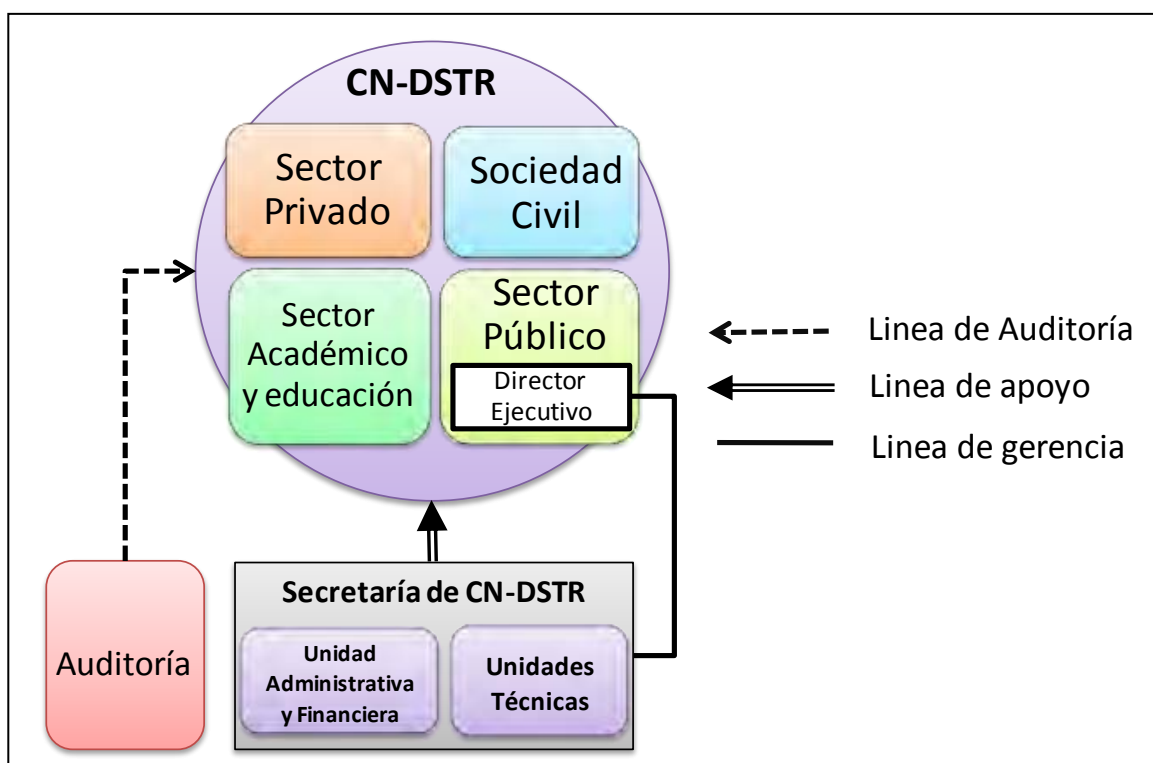 CN-DSTR
Sector
Privado
Sociedad
Civil
Sector
Académico
y educación
Sector
Público
Director
Ejecutivo
Linea de Auditoría
Linea de apoyo
Linea de gerencia
Auditoría
Secretaría de CN-DSTR
Unidad
Administrativa
y Financiera
Unidades
Técnicas